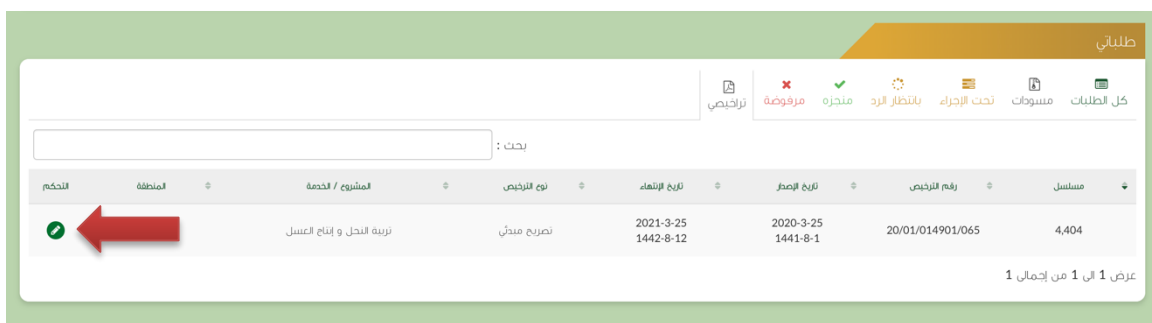 طلباتي
كل الطلبات مسودات تحت الإجراء بانتظار الرد منجزه مرفوضة تراخيصي
بحث :
مسلسل رقم الترخيص تاريخ الإصدار تاريخ الإنتهاء نوع الترخيص المشروع / الخدمة المنطقة التحكم
4,404 20/01/014901/065 2020-3-25 2021-3-25 تصريح مبدئي تربية النحل و إنتاج العسل
1441-8-1 1442-8-12
عرض 1 الى 1 من إجمالي 1